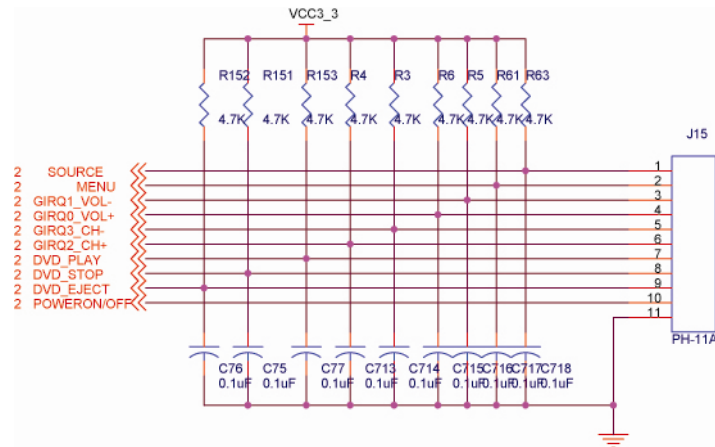 VCC3_3
R152 R151 R153 R4 R3 R6 R5 R61 R63
4.7K 4.7K 4.7K 4.7K 4.7K 4.7K 4.7K 4.7K 4.7K
J15
2 SOURCE 1
2 MENU 2
2 GIRQ1_VOL- 3
2 GIRQ0_VOL+ 4
2 GIRQ3_CH- 5
2 GIRQ2_CH+ 6
2 DVD_PLAY 7
2 DVD_STOP 8
2 DVD_EJECT 9
2 POWERON/OFF 10
11
PH-11A
C76 C75 C77 C713 C714 C715 C716 C717 C718
0.1uF 0.1uF 0.1uF 0.1uF 0.1uF 0.1uF 0.1uF 0.1uF 0.1uF